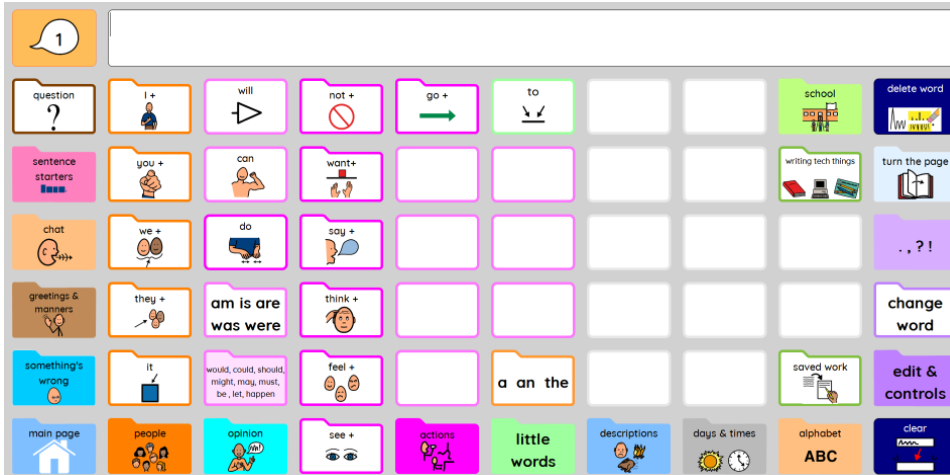 1
question
I +
will
not +
go +
to
school
delete word
sentence
starters
you +
can
want+
writing tech things
turn the page
chat
we +
do
say +
. , ? !
greetings &
manners
they +
am is are
was were
think +
change
word
something's
wrong
it
would, could, should,
might, may, must,
be , let, happen
feel +
a an the
saved work
edit &
controls
main page
people
opinion
see +
actions
little
words
descriptions
days & times
alphabet
ABC
clear